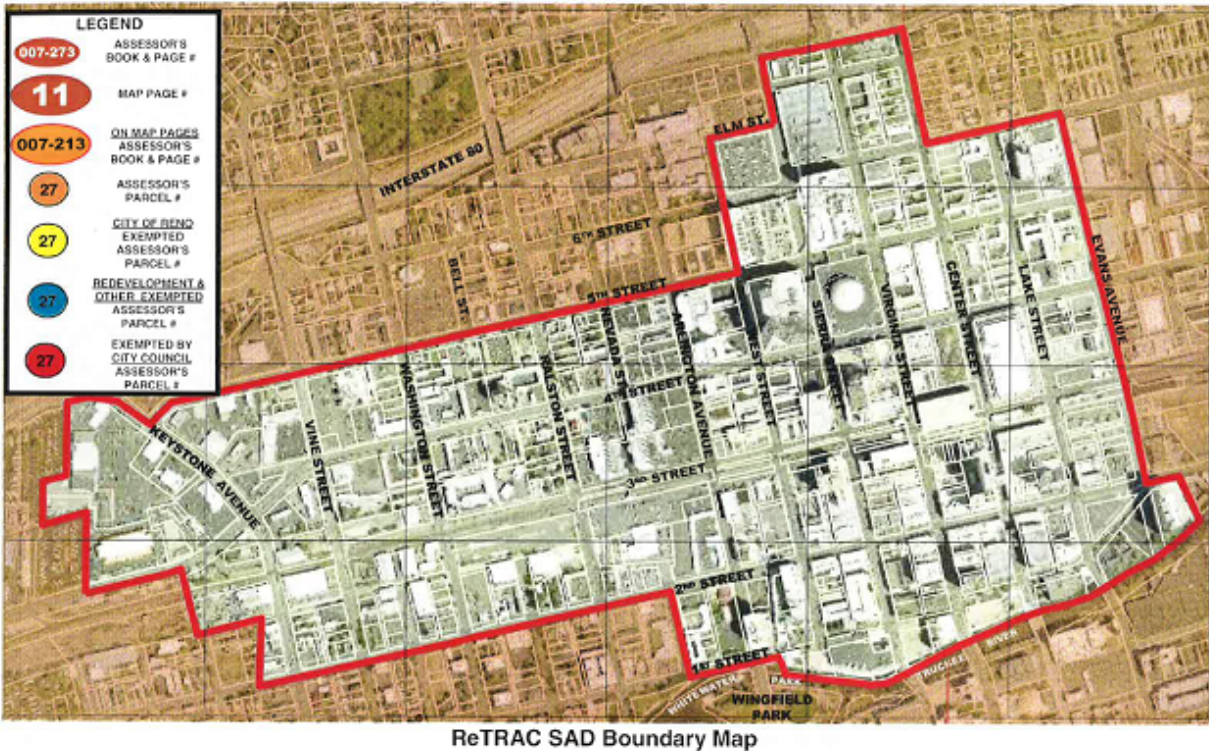 LEGEND
007-273
ASSESSOR'S
BOOK & PAGE #
11
MAP PAGE #
007-213
ON MAP PAGES
ASSESSOR'S
BOOK & PAGE #
27
ASSESSOR'S
PARCEL #
27
CITY OF RENO
EXEMPTED
ASSESSOR'S
PARCEL #
27
REDEVELOPMENT &
OTHER EXEMPTED
ASSESSOR'S
PARCEL #
27
EXEMPTED BY
CITY COUNCIL
ASSESSOR'S
PARCEL #
ELM ST.
INTERSTATE 80
6TH STREET
BELL ST.
5TH STREET
EVANS AVENUE
LAKE STREET
CENTER STREET
VIRGINIA STREET
SIERRA STREET
WEST STREET
ARLINGTON AVENUE
NEVADA ST.
4TH STREET
RALSTON STREET
WASHINGTON STREET
VINE STREET
KEYSTONE AVENUE
3RD STREET
2ND STREET
1ST STREET
WHITEWATER PARK
TRUCKEE RIVER
WINGFIELD
PARK
ReTRAC SAD Boundary Map